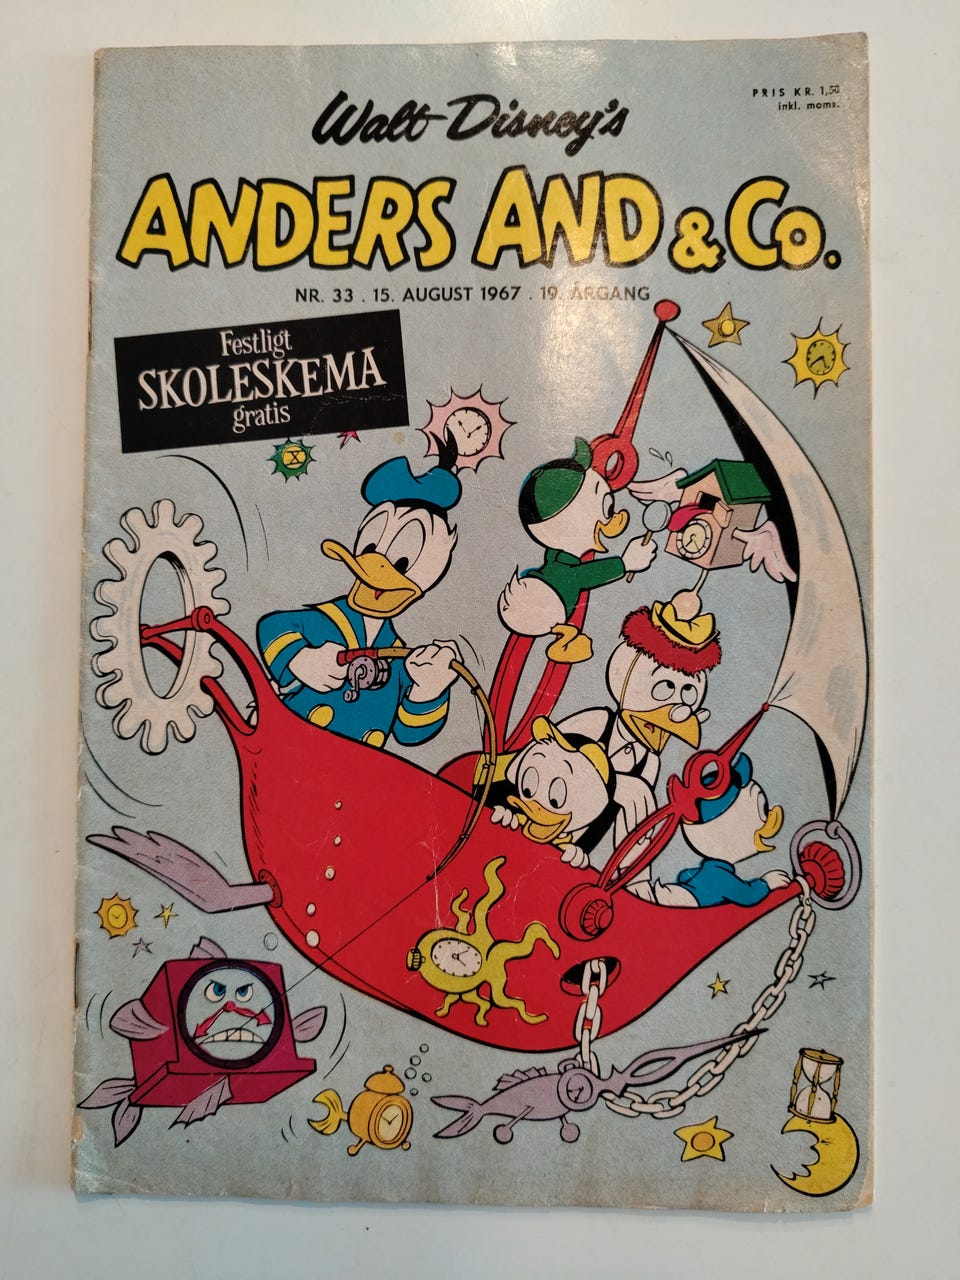 PRIS KR. 1,50
inkl. moms.
Walt Disney's
ANDERS AND & Co.
NR. 33 . 15. AUGUST 1967 . 19. ÅRGANG
Festligt
SKOLESKEMA
gratis
X